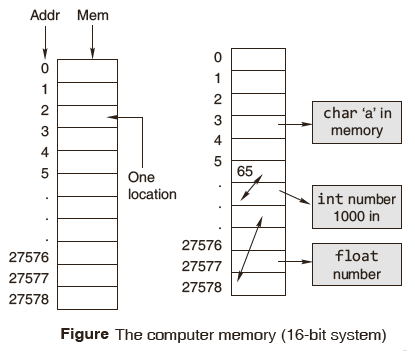 Addr Mem
0
1
2
3
4
5
.
.
.
27576
27577
27578
One
location
0
1
2
3
4
5
.
.
.
27576
27577
27578
65
char ‘a’ in
memory
int number
1000 in
float
number
Figure The computer memory (16-bit system)